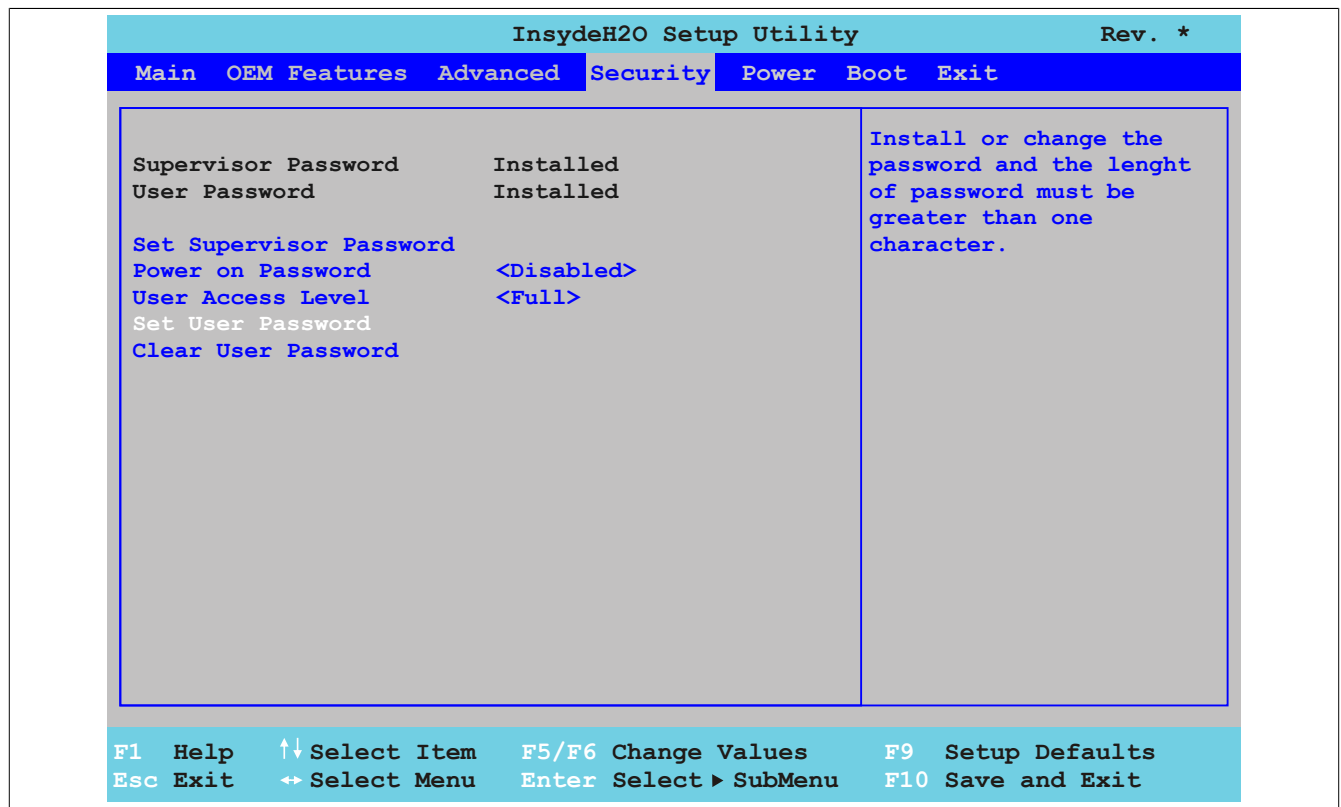 InsydeH2O Setup Utility Rev. *
Main OEM Features Advanced Security Power Boot Exit
Supervisor Password Installed
User Password Installed
Set Supervisor Password
Power on Password <Disabled>
User Access Level <Full>
Set User Password
Clear User Password
Install or change the
password and the lenght
of password must be
greater than one
character.
F1 Help ↑↓ Select Item F5/F6 Change Values F9 Setup Defaults
Esc Exit ↔ Select Menu Enter Select ▶ SubMenu F10 Save and Exit